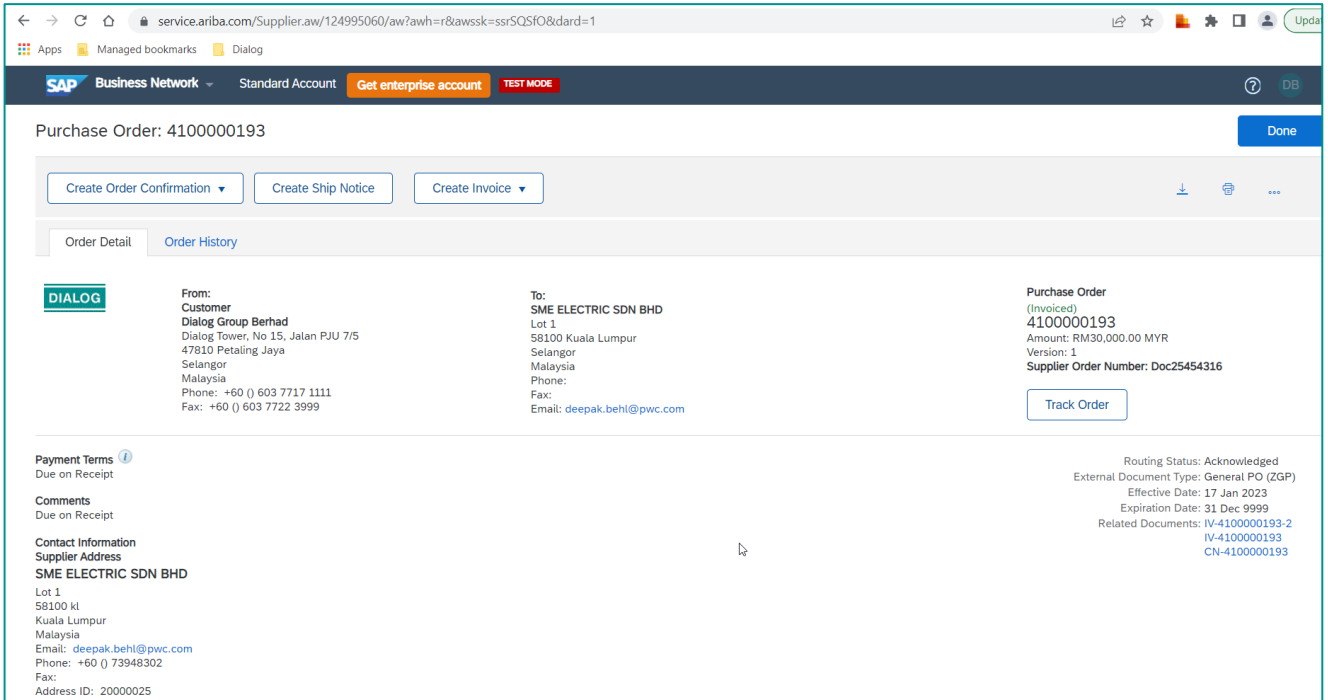 service.ariba.com/Supplier.aw/124995060/aw?awh=r&awssk=ssrSQSfO&dard=1
Apps Managed bookmarks Dialog
SAP Business Network Standard Account Get enterprise account TEST MODE DB
Purchase Order: 4100000193
Done
Create Order Confirmation Create Ship Notice Create Invoice
Order Detail Order History
DIALOG
From:
Customer
Dialog Group Berhad
Dialog Tower, No 15, Jalan PJU 7/5
47810 Petaling Jaya
Selangor
Malaysia
Phone: +60 () 603 7717 1111
Fax: +60 () 603 7722 3999
To:
SME ELECTRIC SDN BHD
Lot 1
58100 Kuala Lumpur
Selangor
Malaysia
Phone:
Fax:
Email: deepak.behl@pwc.com
Purchase Order
(Invoiced)
4100000193
Amount: RM30,000.00 MYR
Version: 1
Supplier Order Number: Doc25454316
Track Order
Payment Terms i
Due on Receipt
Comments
Due on Receipt
Contact Information
Supplier Address
SME ELECTRIC SDN BHD
Lot 1
58100 kl
Kuala Lumpur
Malaysia
Email: deepak.behl@pwc.com
Phone: +60 () 73948302
Fax:
Address ID: 20000025
Routing Status: Acknowledged
External Document Type: General PO (ZGP)
Effective Date: 17 Jan 2023
Expiration Date: 31 Dec 9999
Related Documents: IV-4100000193-2
IV-4100000193
CN-4100000193